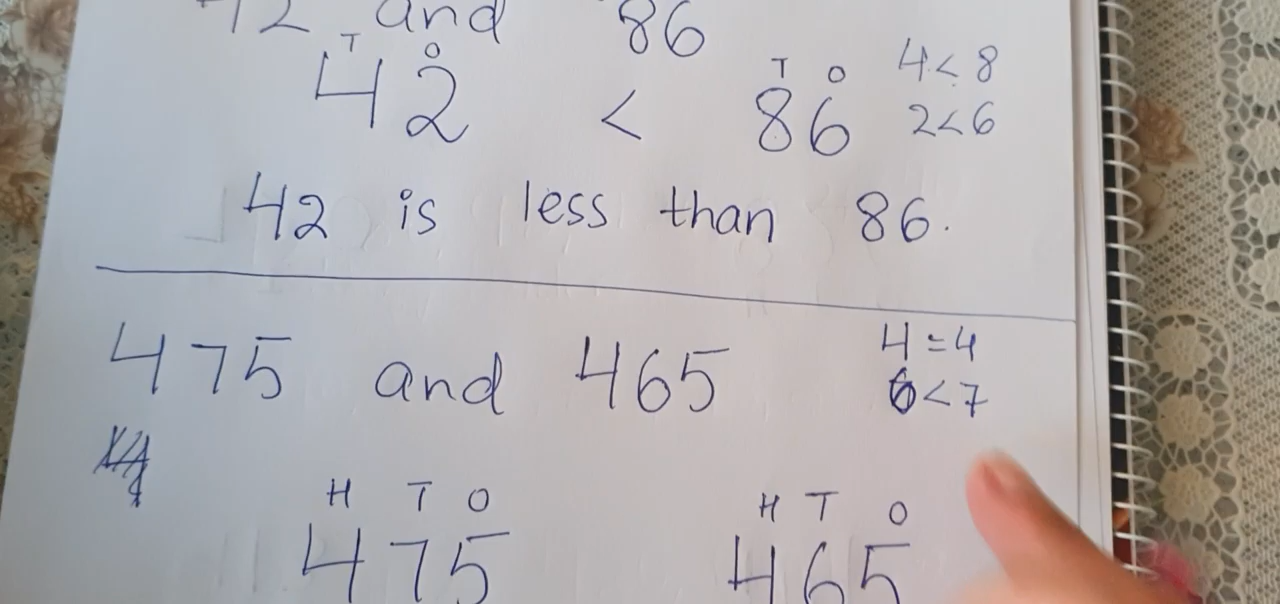 42 and 86
T O T O 4<8
42 < 86 2<6
42 is less than 86.
475 and 465 4=4
6<7
H T O H T O
475 465